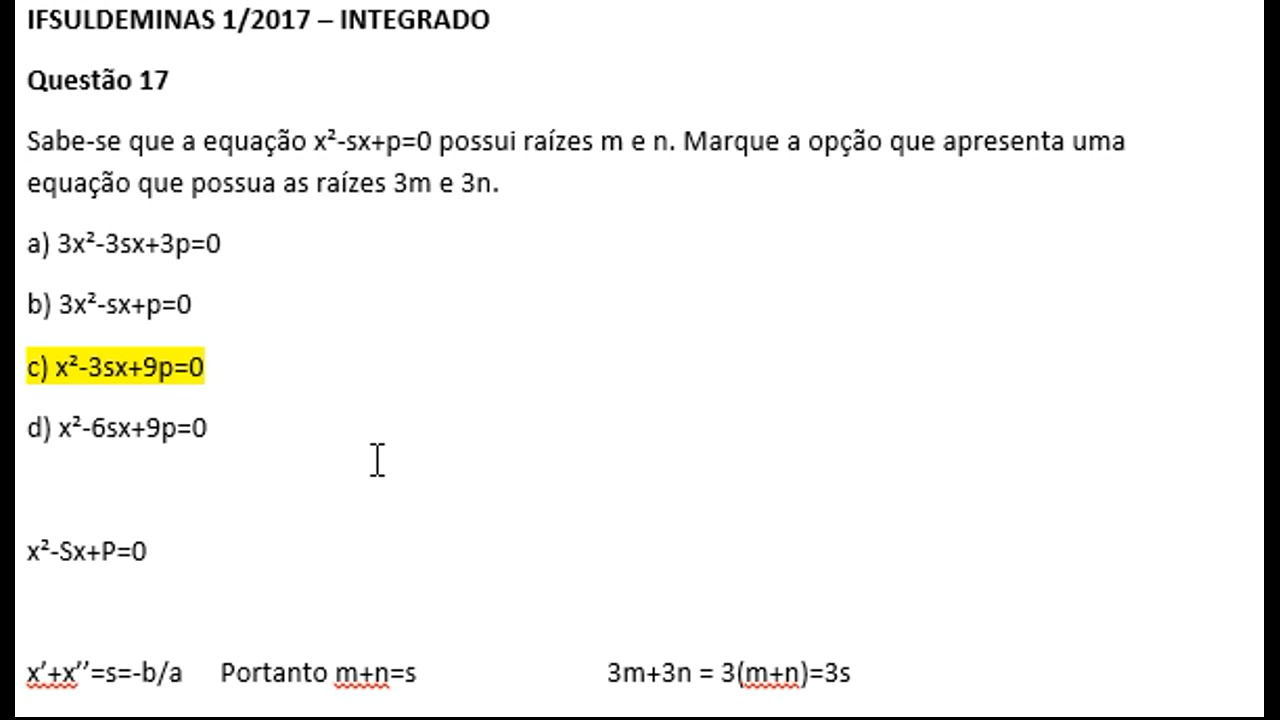 IFSULDEMINAS 1/2017 – INTEGRADO
Questão 17
Sabe-se que a equação x²-sx+p=0 possui raízes m e n. Marque a opção que apresenta uma
equação que possua as raízes 3m e 3n.
a) 3x²-3sx+3p=0
b) 3x²-sx+p=0
c) x²-3sx+9p=0
d) x²-6sx+9p=0
x²-Sx+P=0
x’+x’’=s=-b/a Portanto m+n=s 3m+3n = 3(m+n)=3s